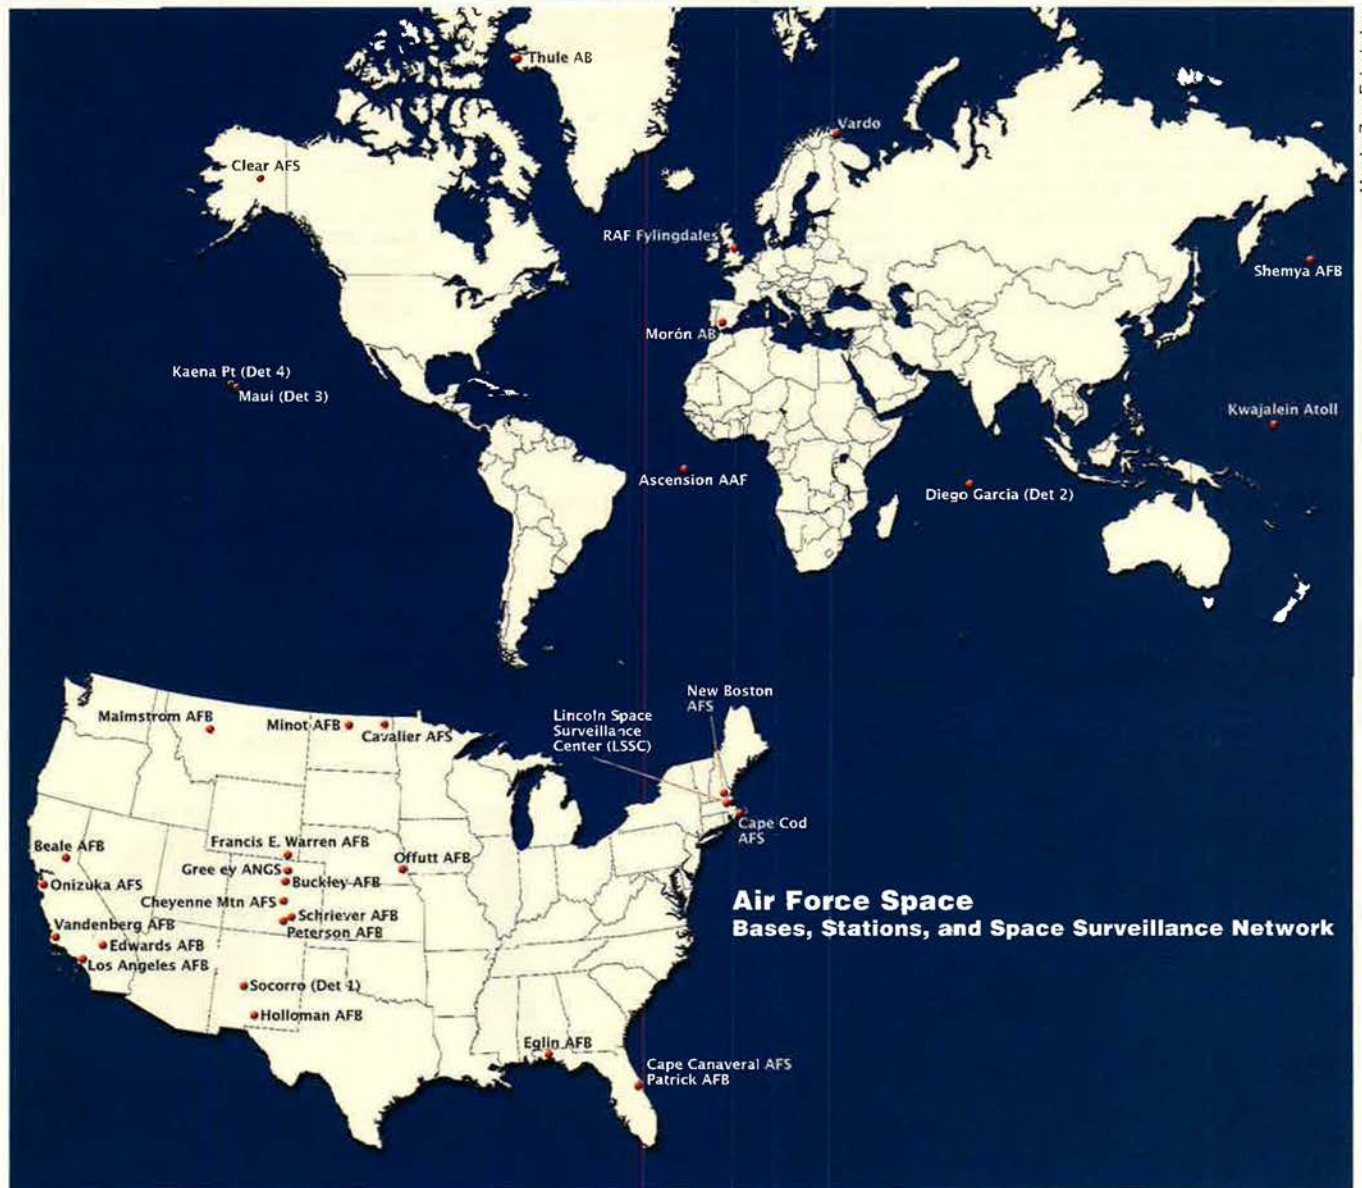 Thule AB
Vardo
Clear AFS
RAF Fylingdales
Shemya AFB
Morón AB
Kaena Pt (Det 4)
Maui (Det 3)
Kwajalein Atoll
Ascension AAF
Diego Garcia (Det 2)
New Boston
AFS
Lincoln Space
Surveillance
Center (LSSC)
Malmstrom AFB
Minot AFB
Cavalier AFS
Cape Cod
AFS
Beale AFB
Francis E. Warren AFB
Offutt AFB
Gree ey ANGS
Buckley AFB
Onizuka AFS
Cheyenne Mtn AFS
Schriever AFB
Peterson AFB
Vandenberg AFB
Edwards AFB
Los Angeles AFB
Socorro (Det 1)
Holloman AFB
Eglin AFB
Cape Canaveral AFS
Patrick AFB
Air Force Space
Bases, Stations, and Space Surveillance Network